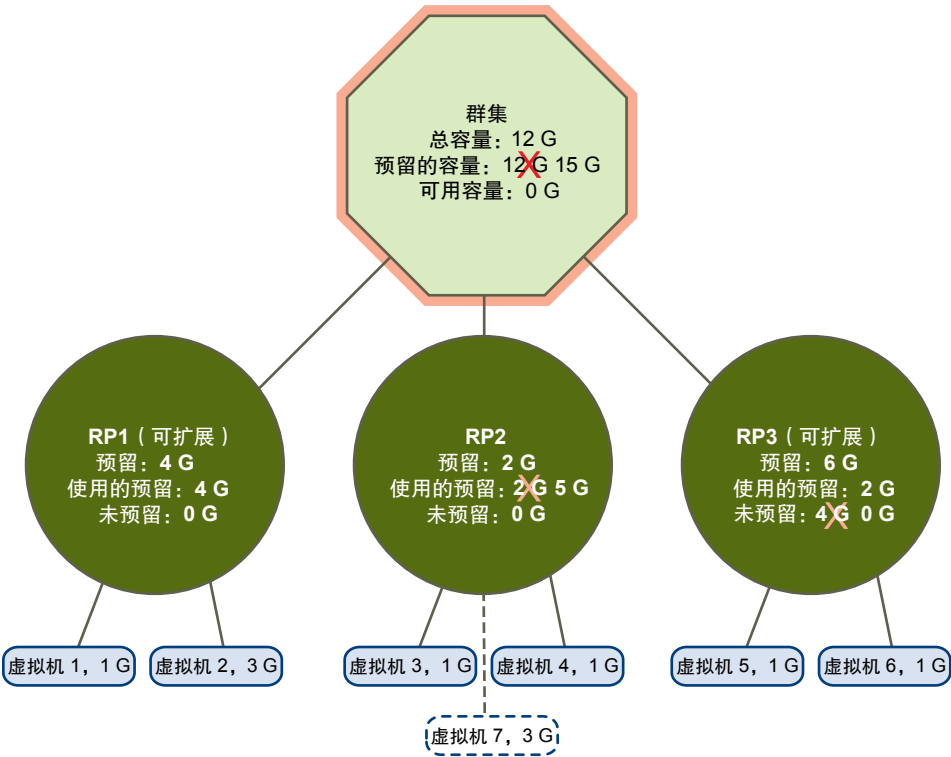 群集
总容量：12 G
预留的容量：12 G 15 G
可用容量：0 G
RP1（可扩展）
预留：4 G
使用的预留：4 G
未预留：0 G
RP2
预留：2 G
使用的预留：2 G 5 G
未预留：0 G
RP3（可扩展）
预留：6 G
使用的预留：2 G
未预留：4 G 0 G
虚拟机 1，1 G
虚拟机 2，3 G
虚拟机 3，1 G
虚拟机 4，1 G
虚拟机 5，1 G
虚拟机 6，1 G
虚拟机 7，3 G